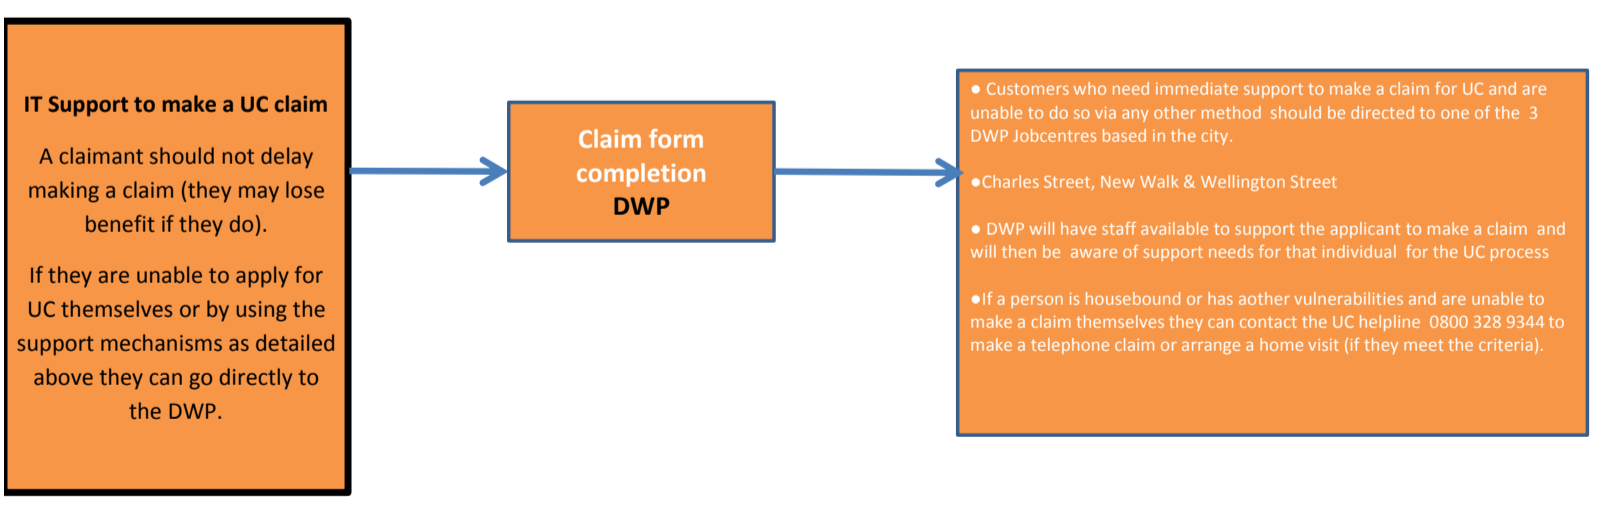 IT Support to make a UC claim
A claimant should not delay
making a claim (they may lose
benefit if they do).
If they are unable to apply for
UC themselves or by using the
support mechanisms as detailed
above they can go directly to
the DWP.
Claim form
completion
DWP
● Customers who need immediate support to make a claim for UC and are
unable to do so via any other method should be directed to one of the 3
DWP Jobcentres based in the city.
●Charles Street, New Walk & Wellington Street
● DWP will have staff available to support the applicant to make a claim and
will then be aware of support needs for that individual for the UC process
●If a person is housebound or has aother vulnerabilities and are unable to
make a claim themselves they can contact the UC helpline 0800 328 9344 to
make a telephone claim or arrange a home visit (if they meet the criteria).